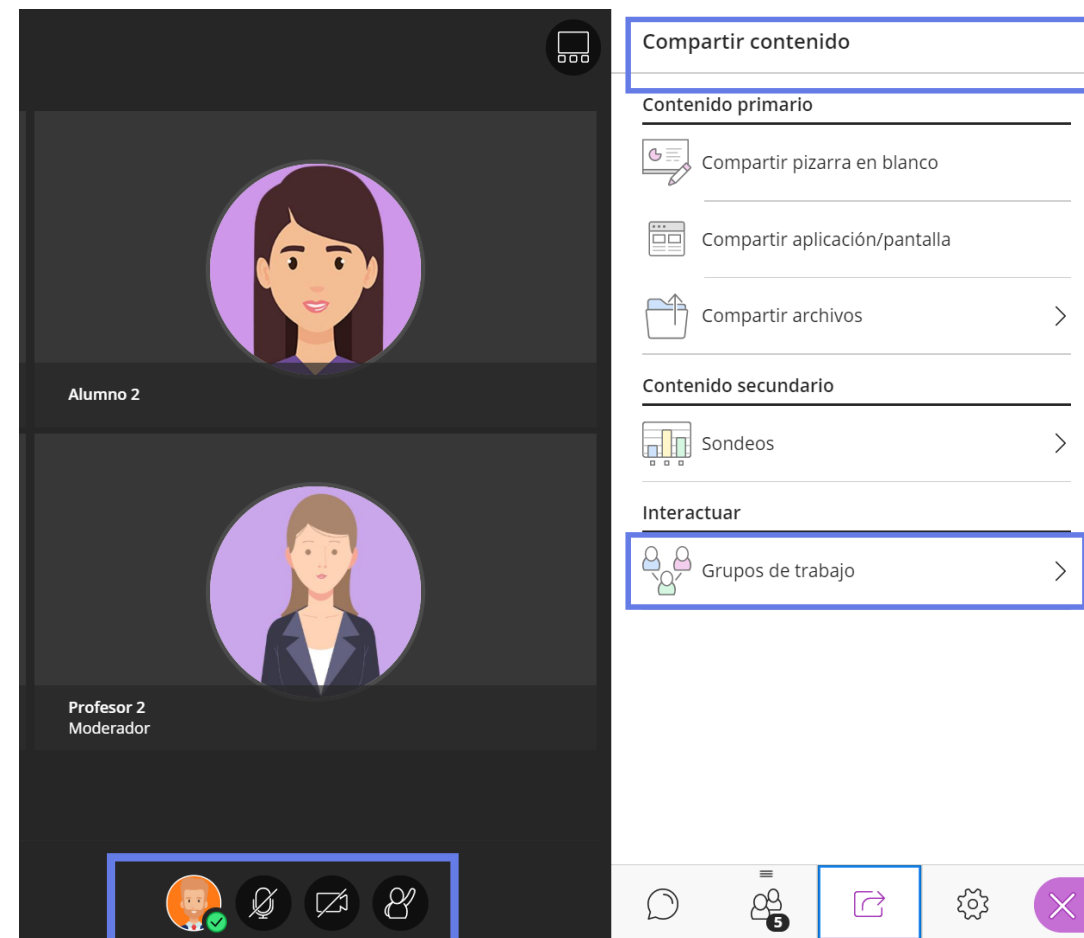 Alumno 2
Profesor 2
Moderador
Compartir contenido
Contenido primario
Compartir pizarra en blanco
Compartir aplicación/pantalla
Compartir archivos
Contenido secundario
Sondeos
Interactuar
Grupos de trabajo
5